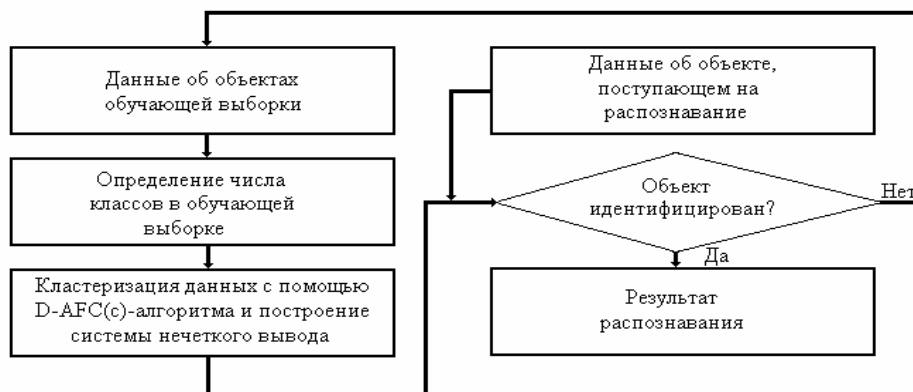 Данные об объектах
обучающей выборки
Определение числа
классов в обучающей
выборке
Кластеризация данных с помощью
D-AFC(c)-алгоритма и построение
системы нечеткого вывода
Данные об объекте,
поступающем на
распознавание
Объект
идентифицирован?
Нет
Да
Результат
распознавания